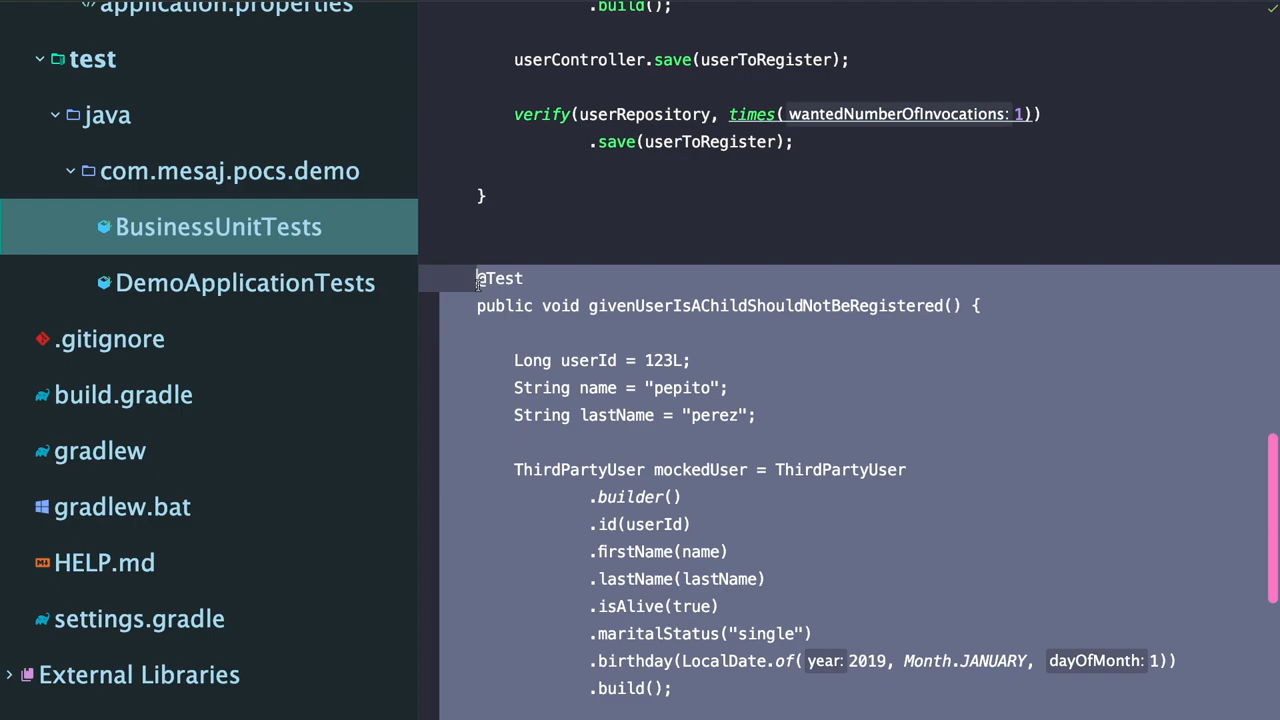 application.properties
test
java
com.mesaj.pocs.demo
BusinessUnitTests
DemoApplicationTests
.gitignore
build.gradle
gradlew
gradlew.bat
HELP.md
settings.gradle
External Libraries
.build();
userController.save(userToRegister);
verify(userRepository, times( wantedNumberOfInvocations: 1))
.save(userToRegister);
}
@Test
public void givenUserIsAChildShouldNotBeRegistered() {
Long userId = 123L;
String name = "pepito";
String lastName = "perez";
ThirdPartyUser mockedUser = ThirdPartyUser
.builder()
.id(userId)
.firstName(name)
.lastName(lastName)
.isAlive(true)
.maritalStatus("single")
.birthday(LocalDate.of( year: 2019, Month.JANUARY, dayOfMonth: 1))
.build();